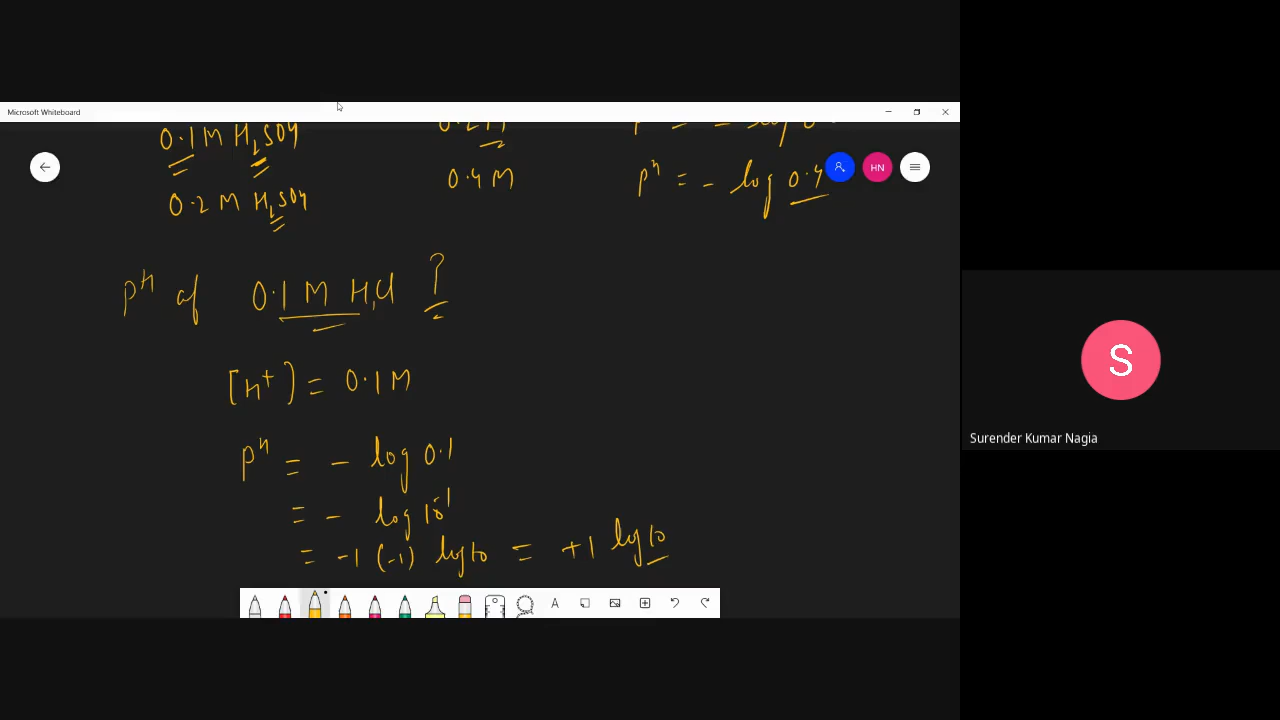 Microsoft Whiteboard
0.1 M H2SO4 0.2 M
0.2 M H2SO4 0.4 M pH = - log 0.4
HN
pH of 0.1 M HCl ?
[H+] = 0.1 M
pH = - log 0.1
= - log 10-1
= -1 (-1) log 10 = +1 log 10
A
S
Surender Kumar Nagia